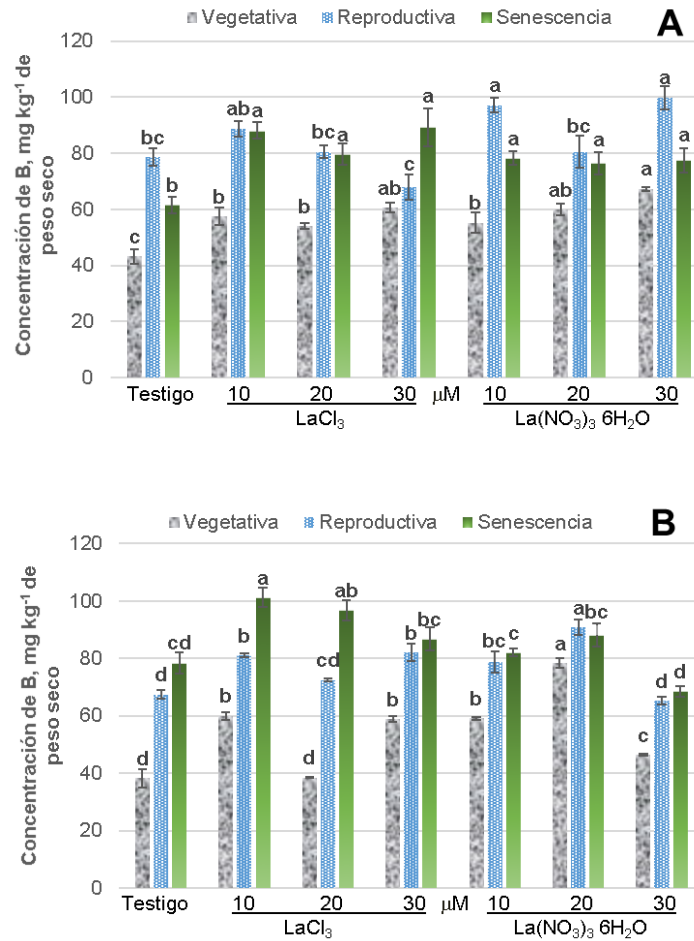 Vegetativa Reproductiva Senescencia
A
Concentración de B, mg kg⁻¹ de
peso seco
120
100
80
60
40
20
0
c bc b
b ab a
b bc a
ab c a
b a a
ab bc a
a a a
Testigo 10 20 30 μM 10 20 30
LaCl₃ La(NO₃)₃ 6H₂O
Vegetativa Reproductiva Senescencia
B
Concentración de B, mg kg⁻¹ de
peso seco
120
100
80
60
40
20
0
d d cd
b b a
d cd ab
b b bc
b bc c
a a bc
c d d
Testigo 10 20 30 μM 10 20 30
LaCl₃ La(NO₃)₃ 6H₂O